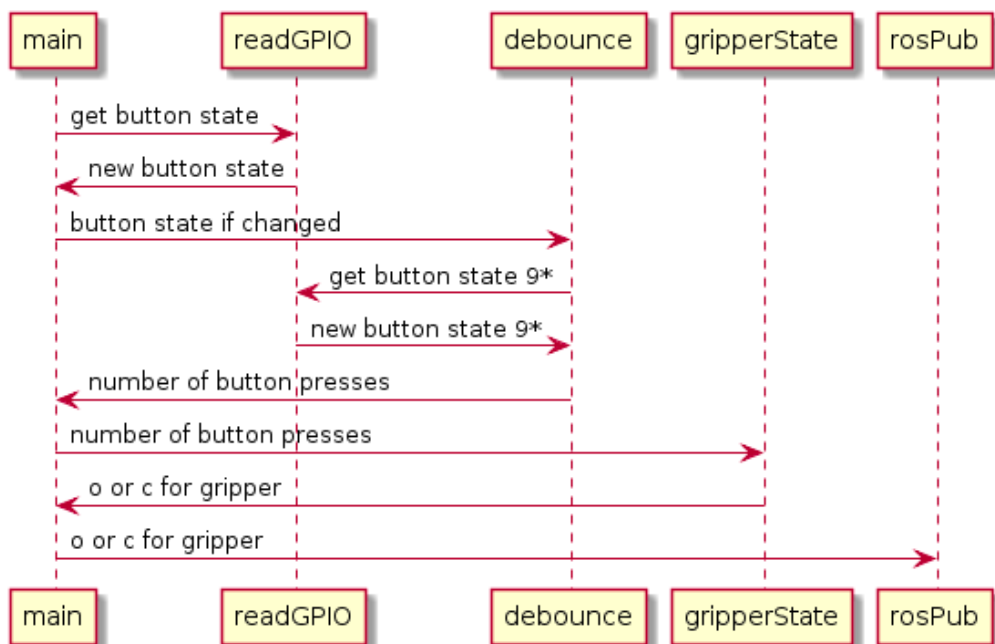 main readGPIO debounce gripperState rosPub
get button state
new button state
button state if changed
get button state 9*
new button state 9*
number of button presses
number of button presses
o or c for gripper
o or c for gripper
main readGPIO debounce gripperState rosPub